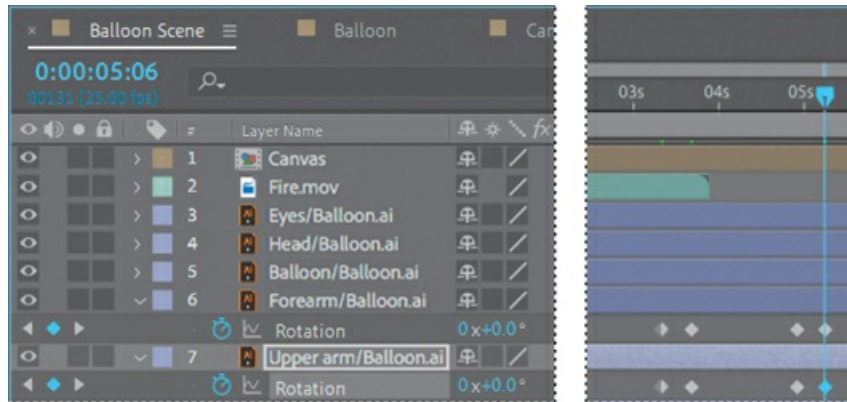 × Balloon Scene ≡ Balloon Car
0:00:05:06
00131 (25.00 fps)
03s 04s 05s
# Layer Name fx
1 Canvas
2 Fire.mov
3 Eyes/Balloon.ai
4 Head/Balloon.ai
5 Balloon/Balloon.ai
6 Forearm/Balloon.ai
Rotation 0x+0.0°
7 Upper arm/Balloon.ai
Rotation 0x+0.0°